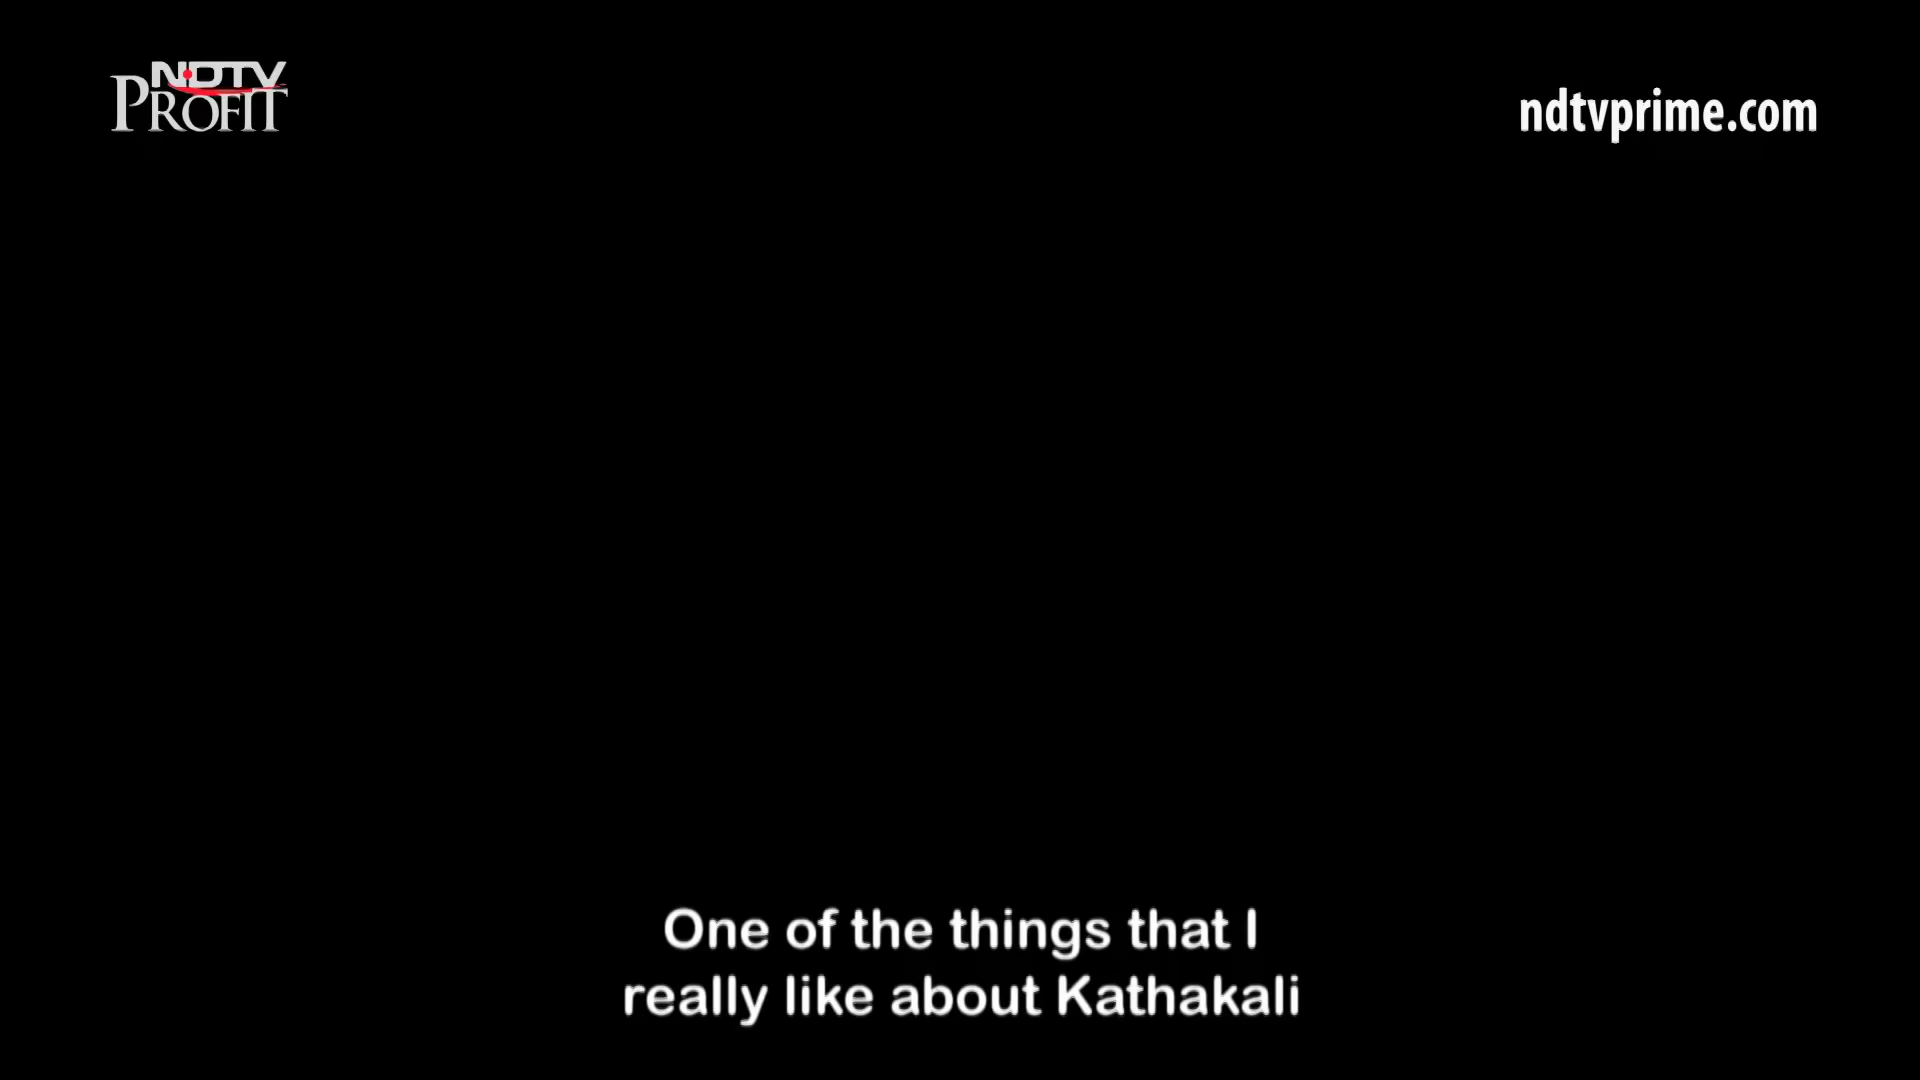 NDTV
PROFIT
ndtvprime.com
One of the things that I
really like about Kathakali